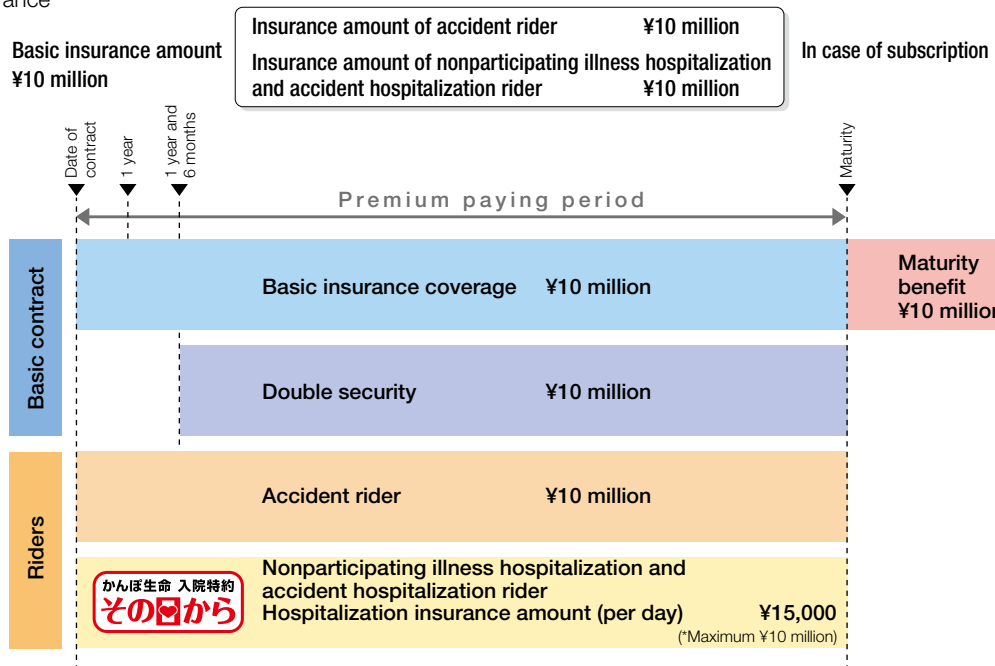 ance
Basic insurance amount
¥10 million
Insurance amount of accident rider ¥10 million
Insurance amount of nonparticipating illness hospitalization
and accident hospitalization rider ¥10 million
In case of subscription
Date of
contract
1 year
1 year and
6 months
Maturity
Premium paying period
Basic contract
Basic insurance coverage ¥10 million
Maturity
benefit
¥10 million
Double security ¥10 million
Riders
Accident rider ¥10 million
かんぽ生命 入院特約
その日から
Nonparticipating illness hospitalization and
accident hospitalization rider
Hospitalization insurance amount (per day) ¥15,000
(*Maximum ¥10 million)